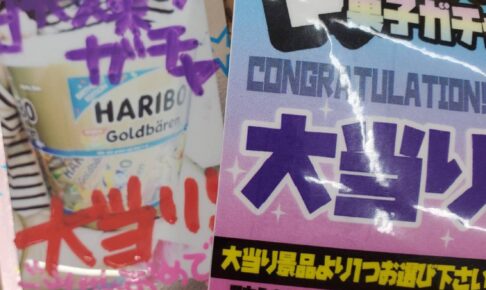 ガチャ
HARIBO
Goldbären
大当り!!
菓子ガチ
CONGRATULATION!!
大当り
大当り景品より1つお選び下さい